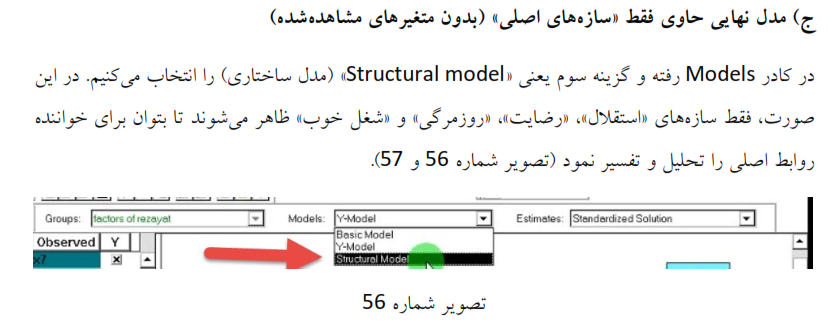 ج) مدل نهایی حاوی فقط «سازه‌های اصلی» (بدون متغیرهای مشاهده‌شده)
در کادر Models رفته و گزینه سوم یعنی «Structural model» (مدل ساختاری) را انتخاب می‌کنیم. در این
صورت، فقط سازه‌های «استقلال»، «رضایت»، «روزمرگی» و «شغل خوب» ظاهر می‌شوند تا بتوان برای خواننده
روابط اصلی را تحلیل و تفسیر نمود (تصویر شماره 56 و 57).
Groups: factors of rezayat Models: Y-Model Estimates: Standardized Solution
Basic Model
Observed Y Y-Model
x7 Structural Model
تصویر شماره 56